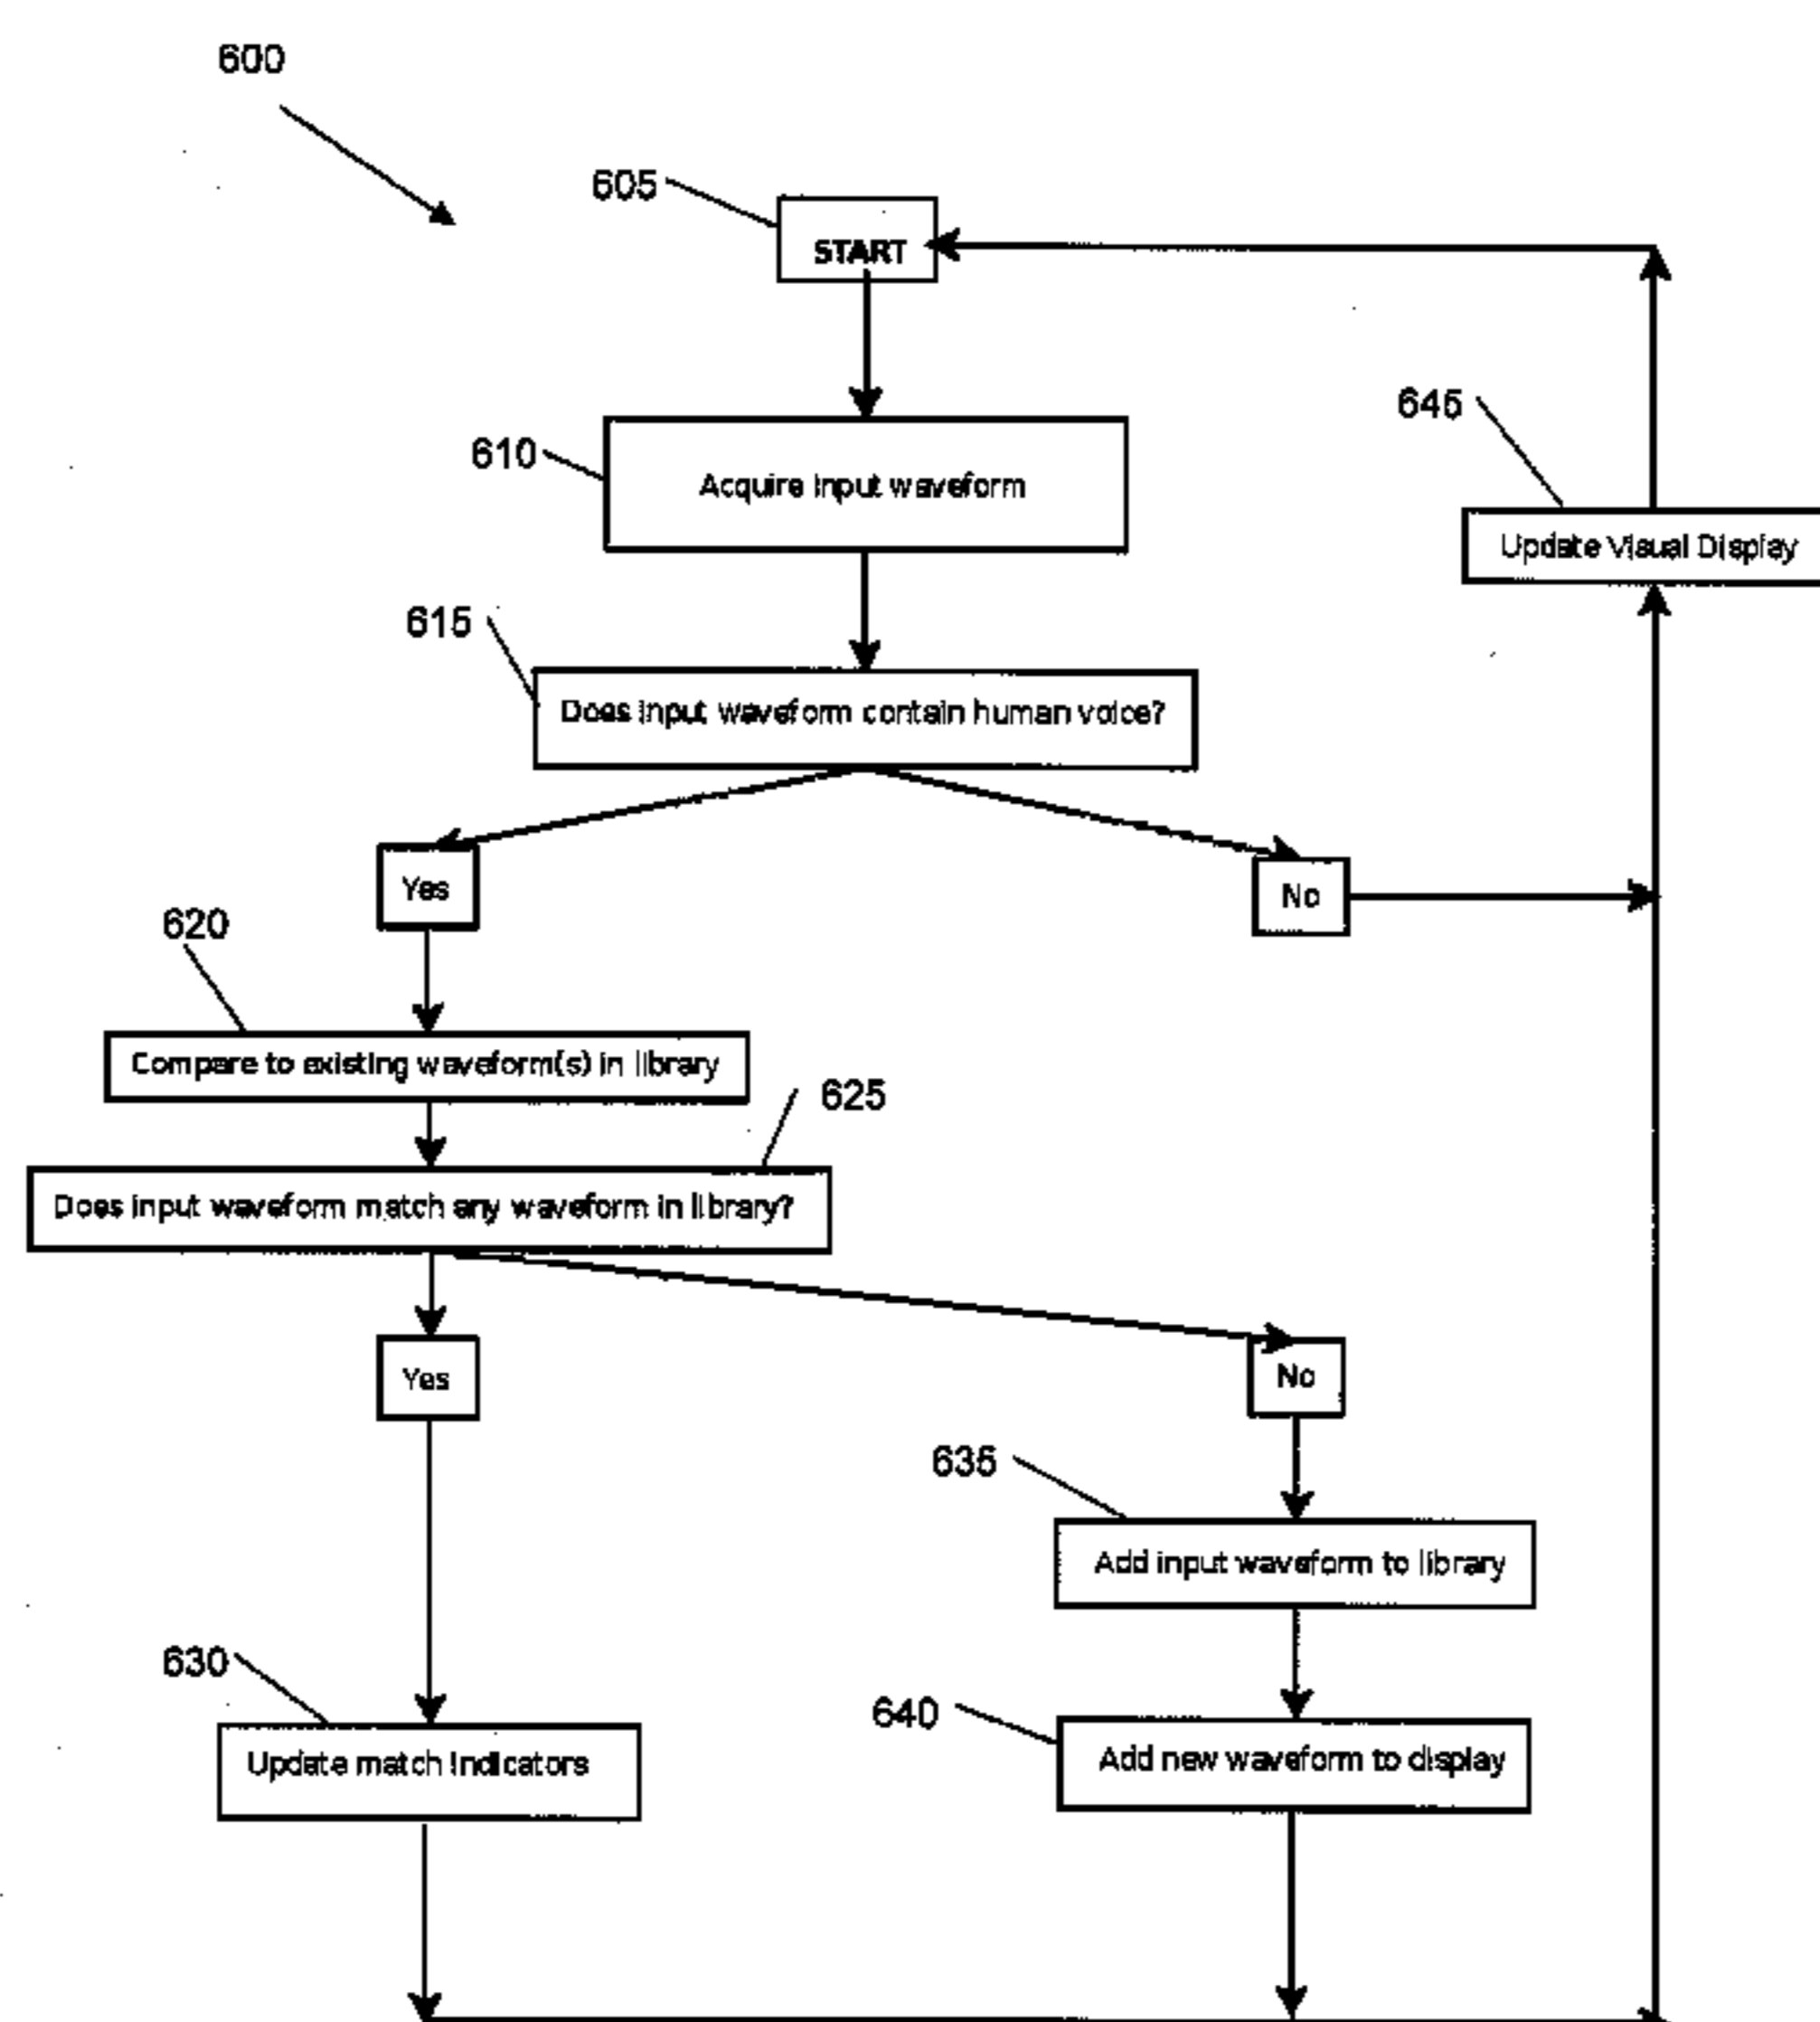 600
605
START
645
610
Acquire input waveform
Update Visual Display
615
Does input waveform contain human voice?
Yes
No
620
Compare to existing waveform(s) in library
625
Does input waveform match any waveform in library?
Yes
No
635
Add input waveform to library
630
640
Update match indicators
Add new waveform to display